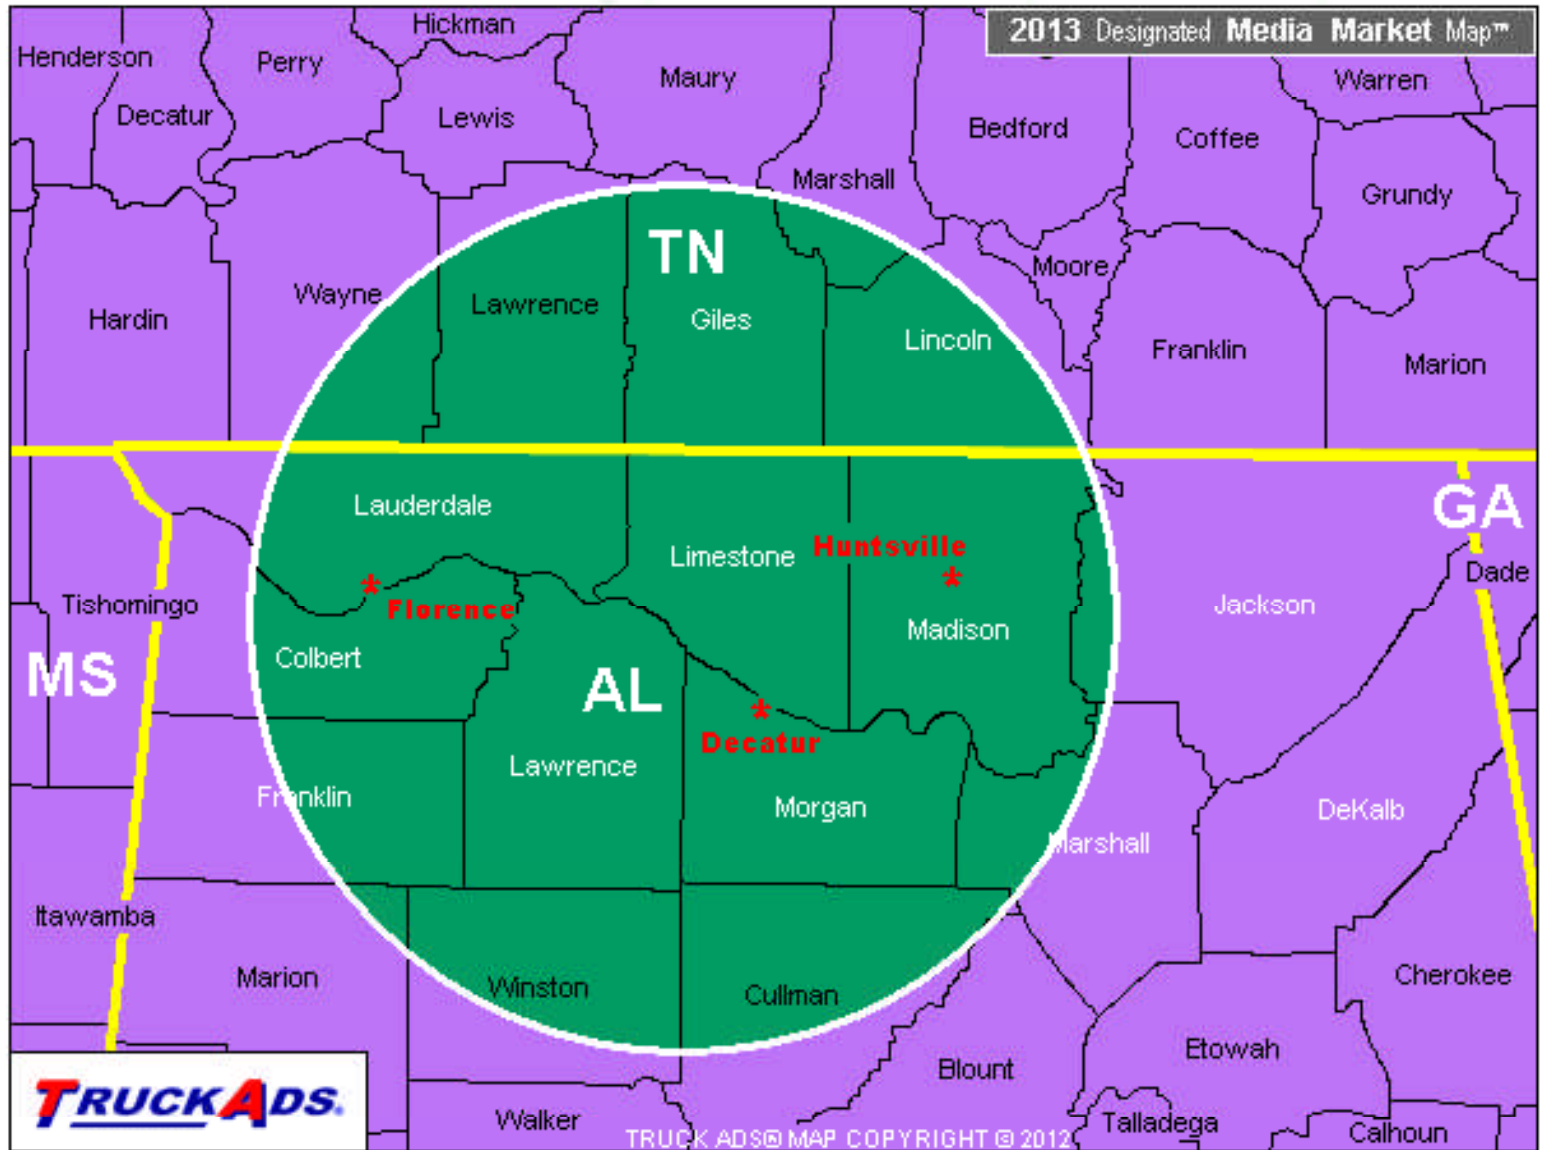 2013 Designated Media Market Map™
Hickman
Henderson
Perry
Maury
Warren
Decatur
Lewis
Bedford
Coffee
Marshall
Grundy
TN
Moore
Wayne
Lawrence
Hardin
Giles
Lincoln
Franklin
Marion
Lauderdale
GA
Huntsville
Limestone
Dade
Tishomingo
Florence
Jackson
Madison
Colbert
MS
AL
Decatur
Lawrence
Franklin
Morgan
DeKalb
Marshall
Itawamba
Marion
Winston
Cullman
Cherokee
Etowah
Blount
TRUCKADS.
Walker
Talladega
Calhoun
TRUCK ADS® MAP COPYRIGHT © 2012